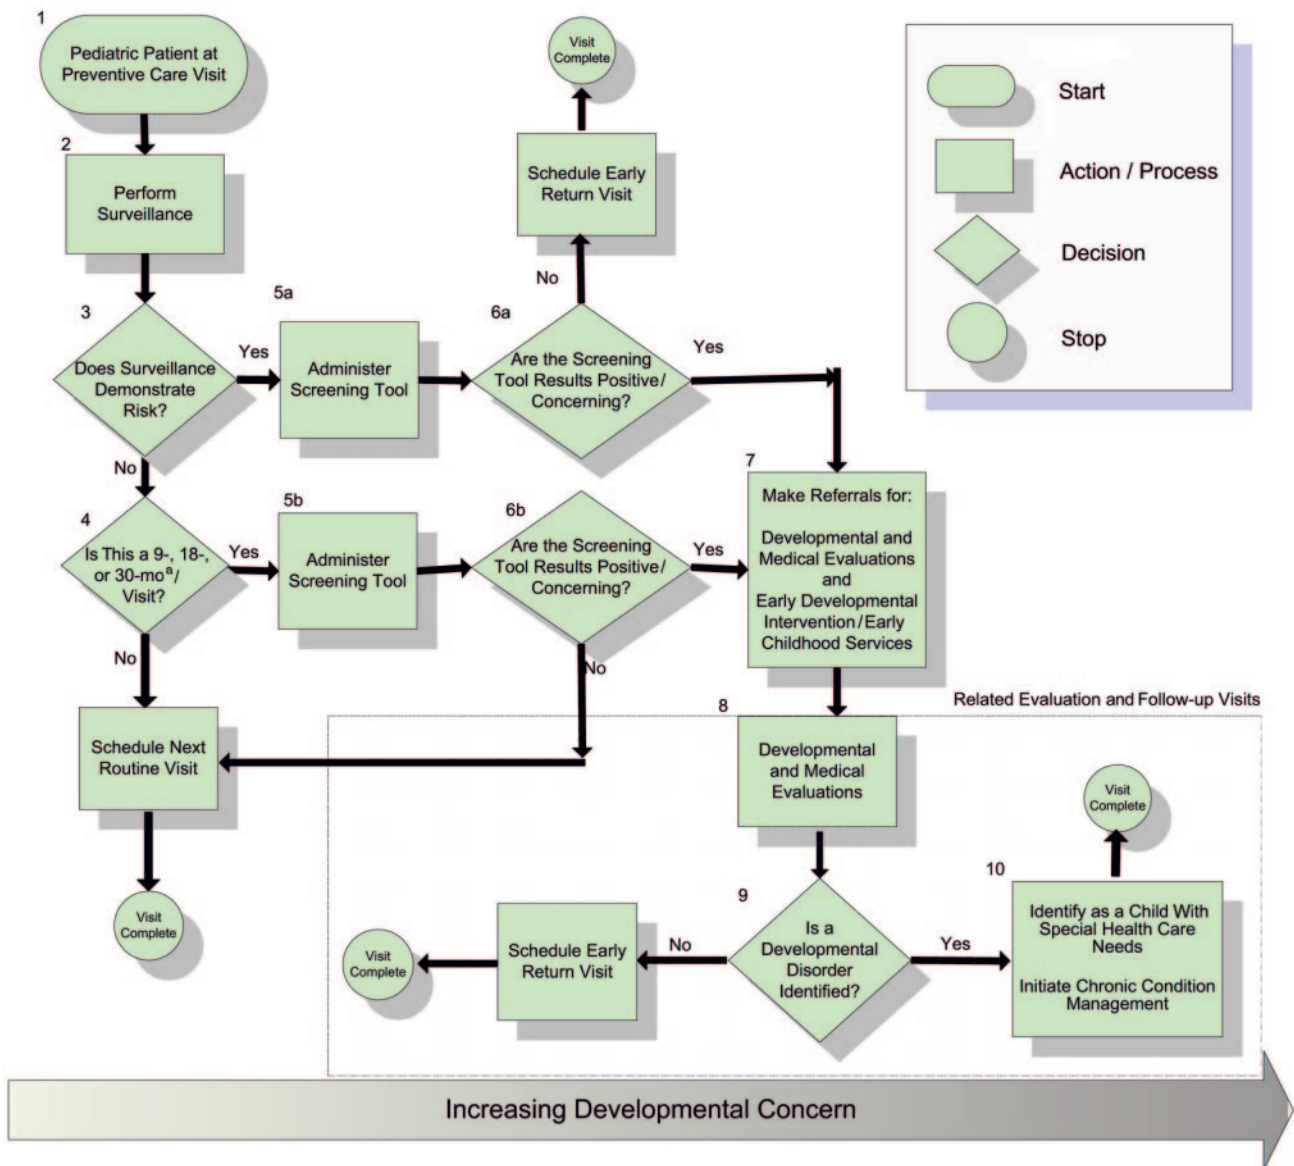 1
Pediatric Patient at
Preventive Care Visit
2
Perform
Surveillance
3
Does Surveillance
Demonstrate
Risk?
Yes
No
5a
Administer
Screening Tool
6a
Are the Screening
Tool Results Positive/
Concerning?
Yes
No
Schedule Early
Return Visit
Visit
Complete
Start
Action / Process
Decision
Stop
4
Is This a 9-, 18-,
or 30-moᵃ/
Visit?
Yes
No
5b
Administer
Screening Tool
6b
Are the Screening
Tool Results Positive/
Concerning?
Yes
No
7
Make Referrals for:
Developmental and
Medical Evaluations
and
Early Developmental
Intervention/Early
Childhood Services
Schedule Next
Routine Visit
Visit
Complete
Related Evaluation and Follow-up Visits
8
Developmental
and Medical
Evaluations
9
Is a
Developmental
Disorder
Identified?
No
Schedule Early
Return Visit
Visit
Complete
Yes
10
Identify as a Child With
Special Health Care
Needs
Initiate Chronic Condition
Management
Visit
Complete
Increasing Developmental Concern